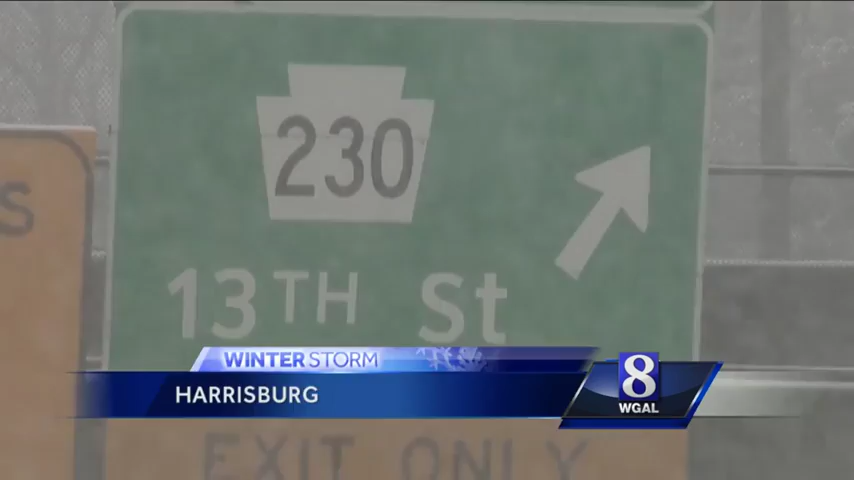 230
13TH St
S
WINTER STORM
HARRISBURG
8
WGAL
EXIT ONLY